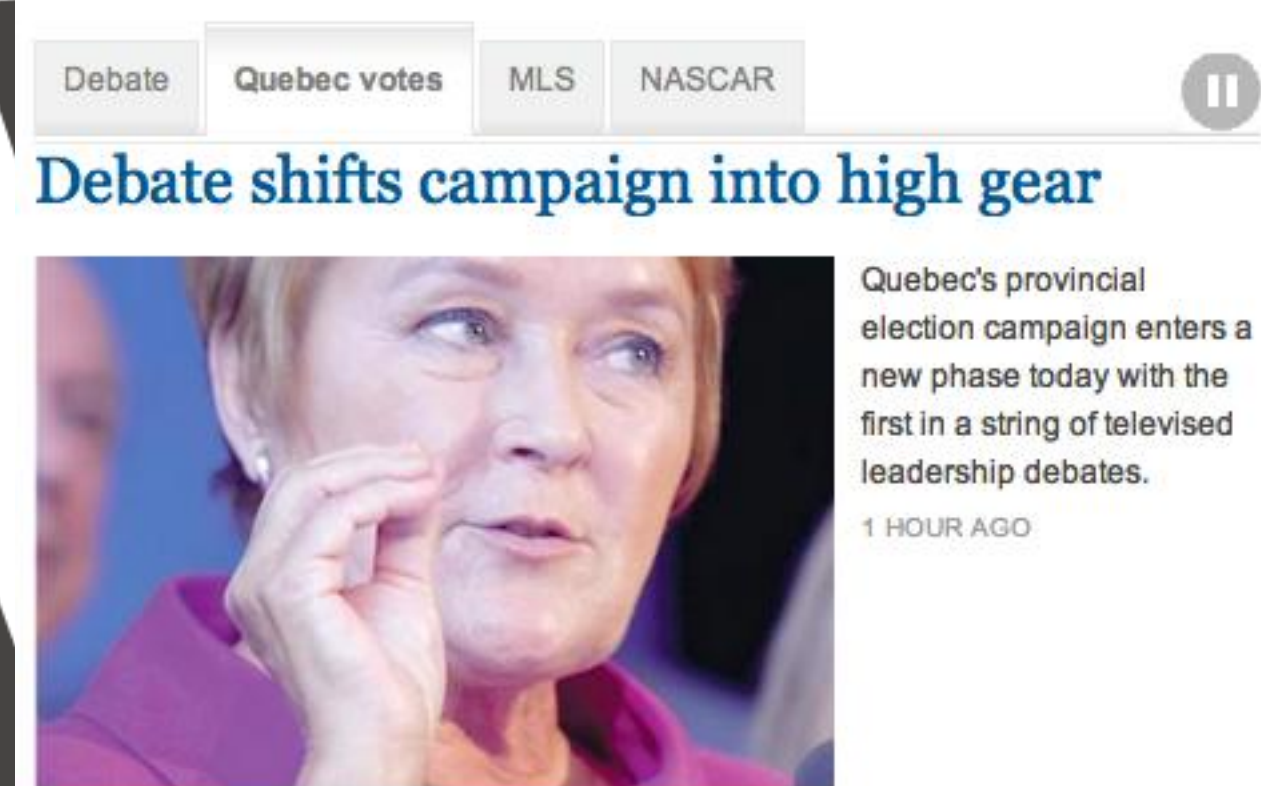 Debate Quebec votes MLS NASCAR
Debate shifts campaign into high gear
Quebec's provincial
election campaign enters a
new phase today with the
first in a string of televised
leadership debates.
1 HOUR AGO